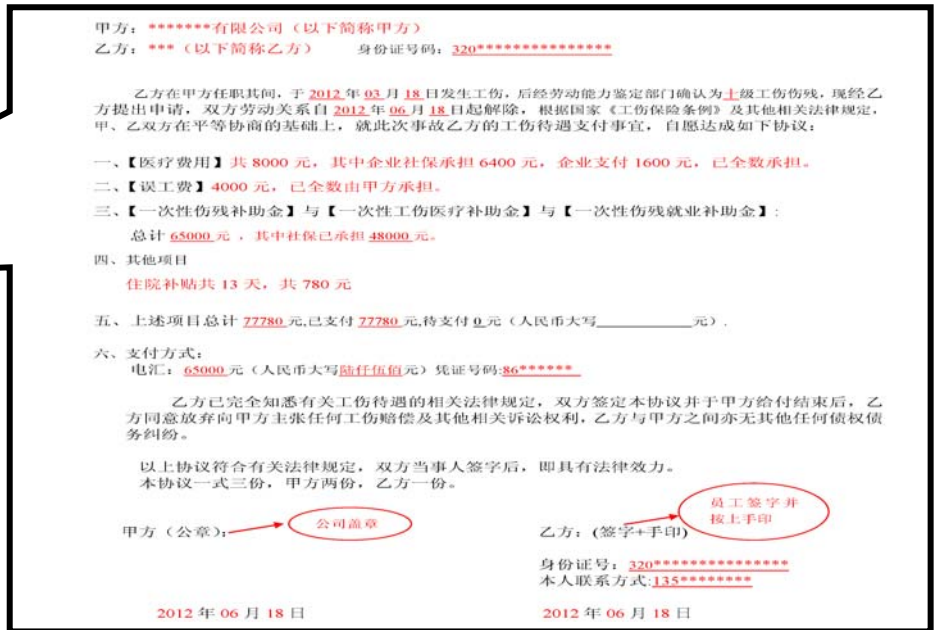 甲方：*******有限公司（以下简称甲方）
乙方：***（以下简称乙方） 身份证号码：320***************
乙方在甲方任职其间，于 2012 年 03 月 18 日发生工伤，后经劳动能力鉴定部门确认为十级工伤伤残，现经乙
方提出申请，双方劳动关系自 2012 年 06 月 18 日起解除，根据国家《工伤保险条例》及其他相关法律规定，
甲、乙双方在平等协商的基础上，就此次事故乙方的工伤待遇支付事宜，自愿达成如下协议：
一、【医疗费用】共 8000 元，其中企业社保承担 6400 元，企业支付 1600 元，已全数承担。
二、【误工费】4000 元，已全数由甲方承担。
三、【一次性伤残补助金】与【一次性工伤医疗补助金】与【一次性伤残就业补助金】：
总计 65000 元 ，其中社保已承担 48000 元。
四、其他项目
住院补贴共 13 天，共 780 元
五、上述项目总计 77780 元,已支付 77780 元,待支付 0 元（人民币大写____________元）.
六、支付方式：
电汇：65000 元（人民币大写陆仟伍佰元）凭证号码:86******
乙方已完全知悉有关工伤待遇的相关法律规定，双方签定本协议并于甲方给付结束后，乙
方同意放弃向甲方主张任何工伤赔偿及其他相关诉讼权利，乙方与甲方之间亦无其他任何债权债
务纠纷。
以上协议符合有关法律规定，双方当事人签字后，即具有法律效力。
本协议一式三份，甲方两份，乙方一份。
员工签字并
按上手印
甲方（公章）： 公司盖章 乙方：(签字+手印)
身份证号：320***************
本人联系方式:135********
2012 年 06 月 18 日 2012 年 06 月 18 日